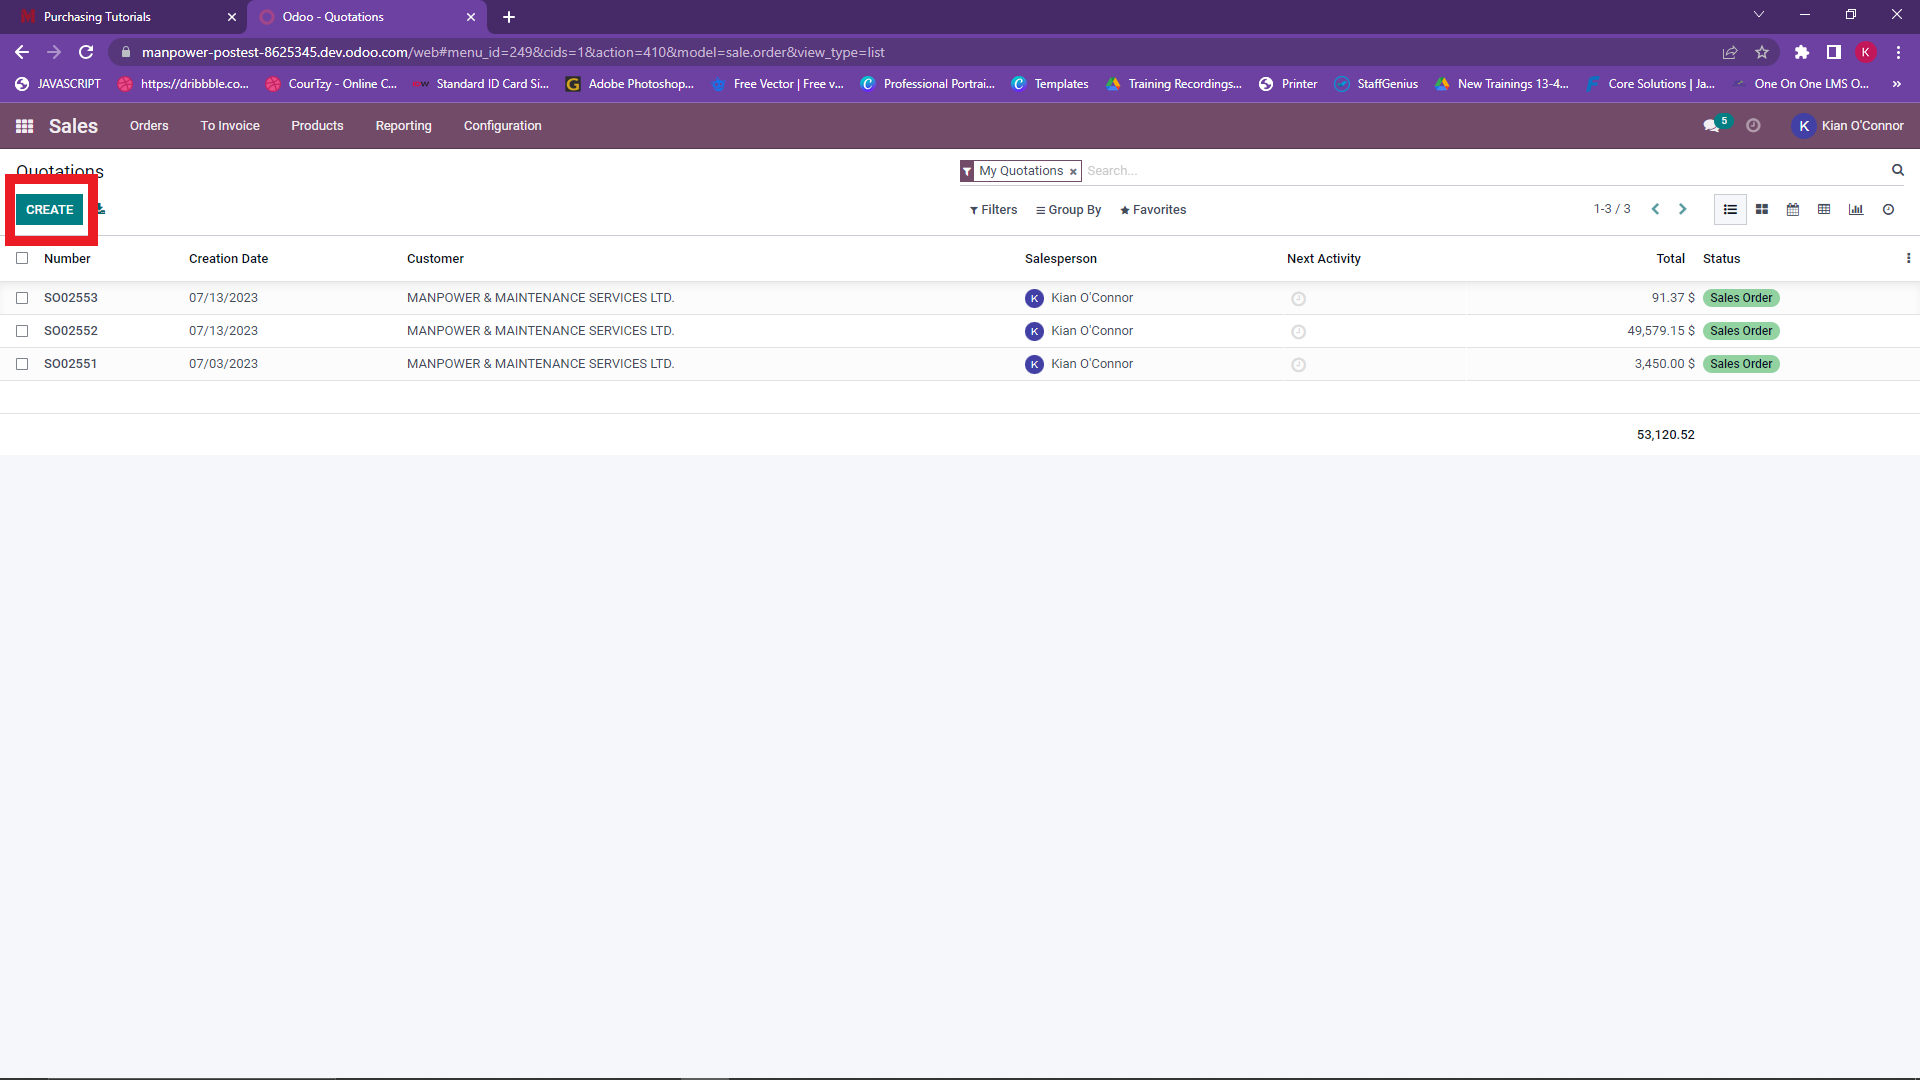 Purchasing Tutorials
Odoo - Quotations
manpower-postest-8625345.dev.odoo.com/web#menu_id=249&cids=1&action=410&model=sale.order&view_type=list
K
JAVASCRIPT
https://dribbble.co...
CourTzy - Online C...
Standard ID Card Si...
Adobe Photoshop...
Free Vector | Free v...
Professional Portrai...
Templates
Training Recordings...
Printer
StaffGenius
New Trainings 13-4...
Core Solutions | Ja...
One On One LMS O...
»
Sales
Orders
To Invoice
Products
Reporting
Configuration
5
K
Kian O'Connor
Quotations
My Quotations ×
Search...
CREATE
Filters
Group By
Favorites
1-3 / 3
Number Creation Date Customer Salesperson Next Activity Total Status
SO02553 07/13/2023 MANPOWER & MAINTENANCE SERVICES LTD. K Kian O'Connor 91.37 $ Sales Order
SO02552 07/13/2023 MANPOWER & MAINTENANCE SERVICES LTD. K Kian O'Connor 49,579.15 $ Sales Order
SO02551 07/03/2023 MANPOWER & MAINTENANCE SERVICES LTD. K Kian O'Connor 3,450.00 $ Sales Order
53,120.52